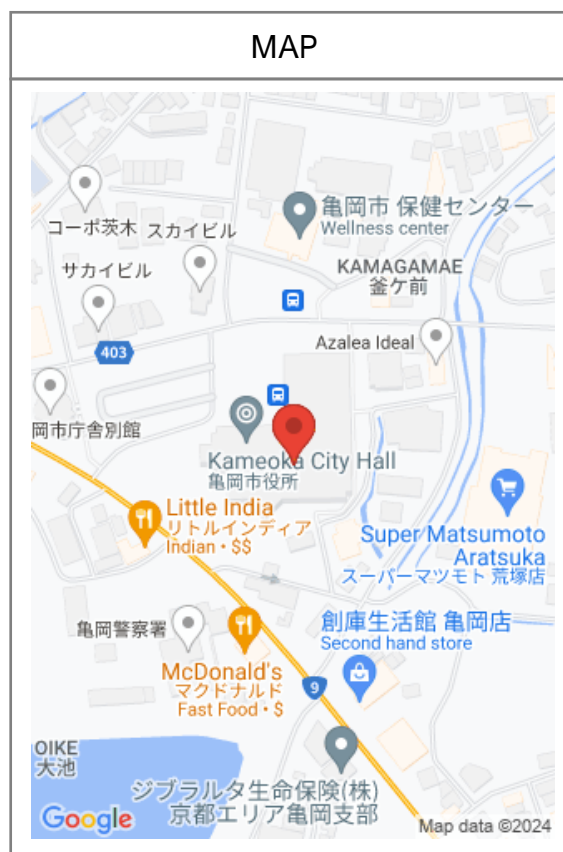 MAP
亀岡市 保健センター
Wellness center
コーポ茨木
スカイビル
サカイビル
KAMAGAMAE
釜ケ前
Azalea Ideal
403
岡市庁舎別館
Kameoka City Hall
亀岡市役所
Little India
リトルインディア
Indian・$$
Super Matsumoto
Aratsuka
スーパーマツモト 荒塚店
亀岡警察署
創庫生活館 亀岡店
Second hand store
McDonald's
マクドナルド
Fast Food・$
9
OIKE
大池
ジブラルタ生命保険(株)
京都エリア亀岡支部
Google
Map data ©2024